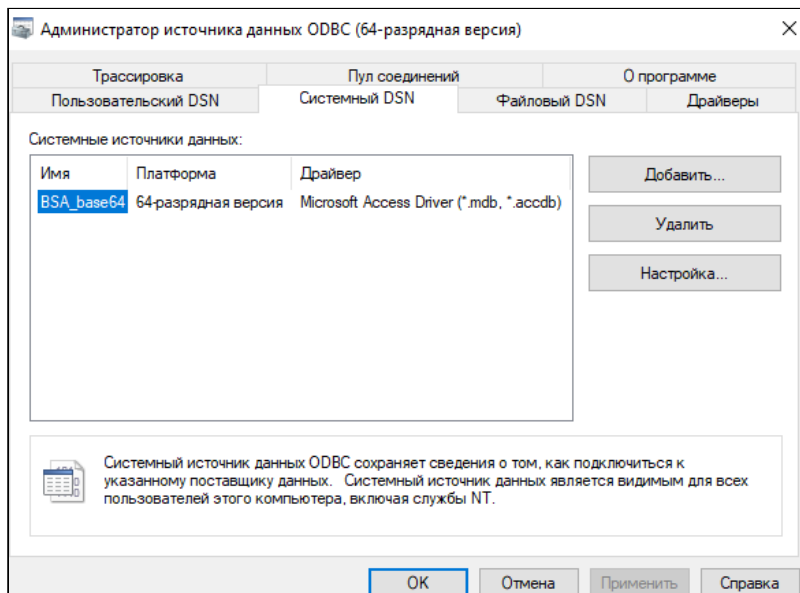 Администратор источника данных ODBC (64-разрядная версия)
Трассировка Пул соединений О программе
Пользовательский DSN Системный DSN Файловый DSN Драйверы
Системные источники данных:
Имя Платформа Драйвер
BSA_base64 64-разрядная версия Microsoft Access Driver (*.mdb, *.accdb)
Добавить...
Удалить
Настройка...
Системный источник данных ODBC сохраняет сведения о том, как подключиться к
указанному поставщику данных. Системный источник данных является видимым для всех
пользователей этого компьютера, включая службы NT.
OK Отмена Применить Справка